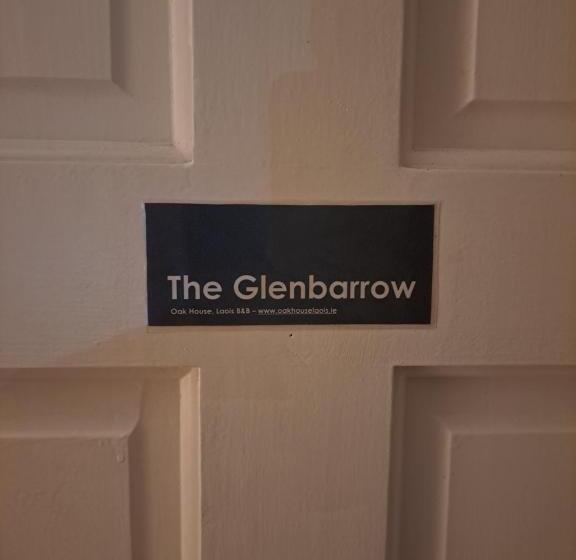 The Glenbarrow
Oak House, Laois B&B – www.oakhouselaois.ie